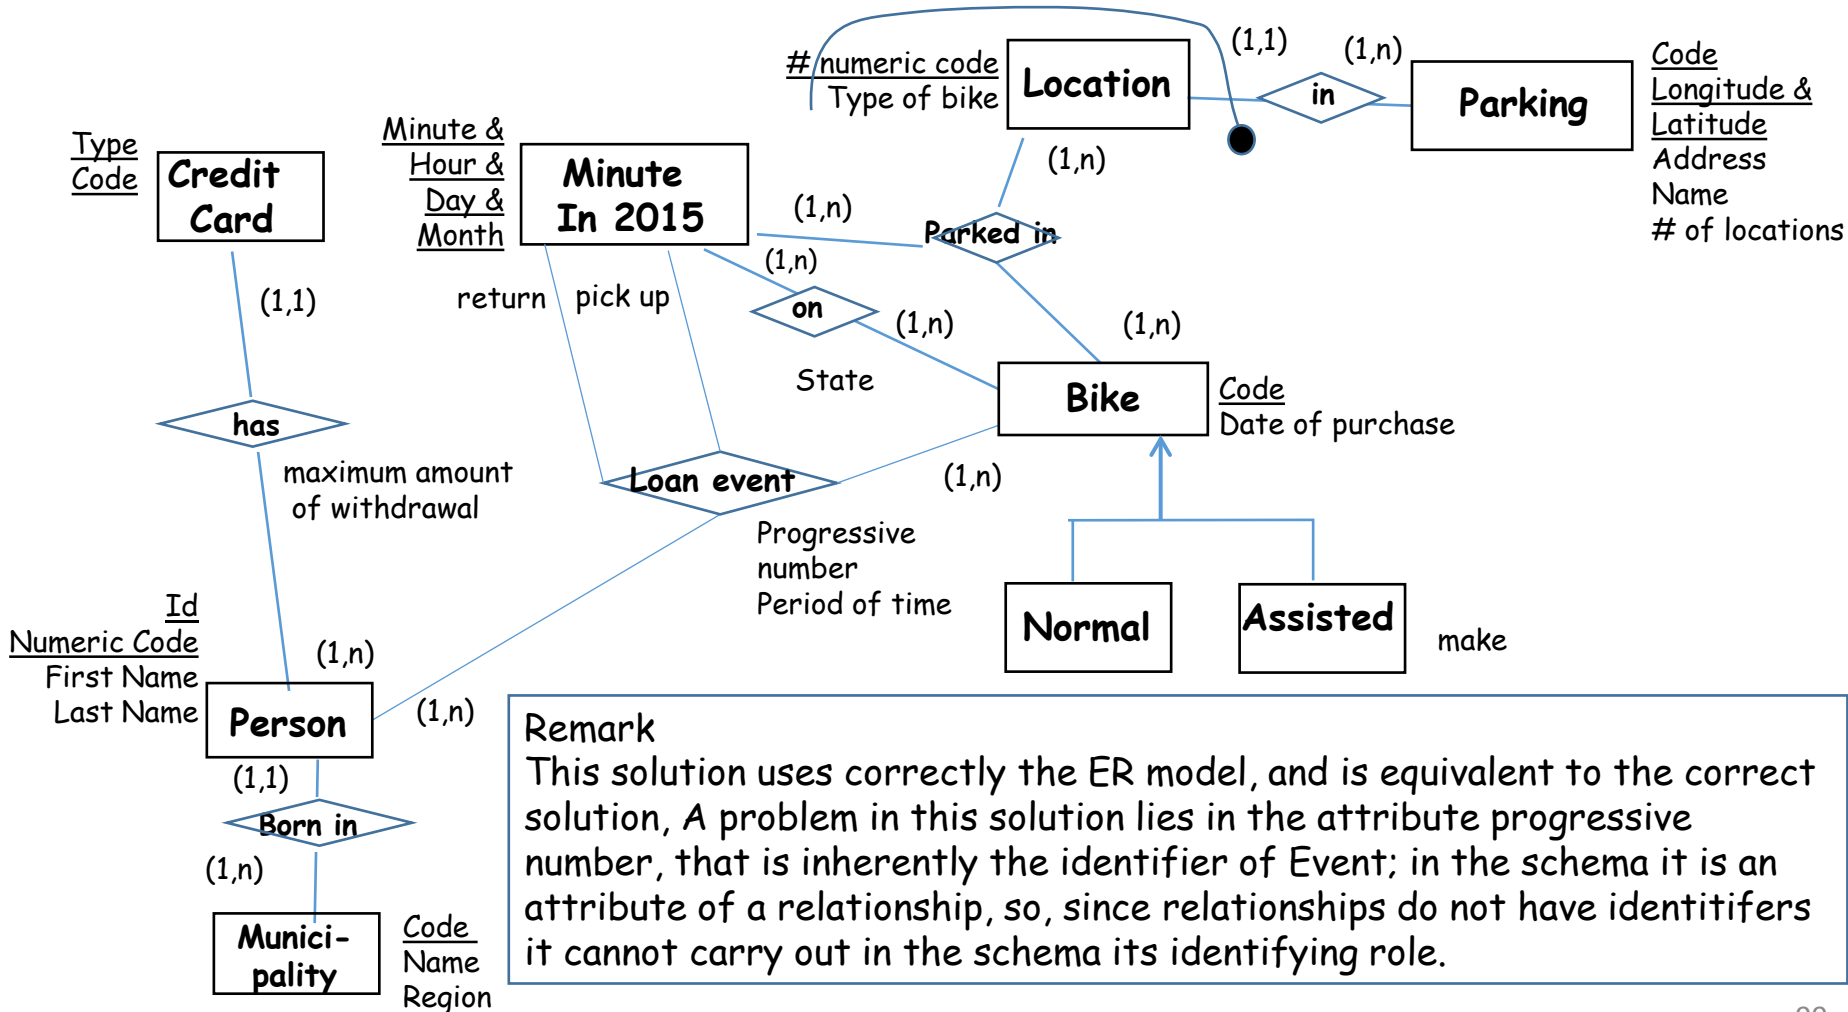 (1,1)
(1,n)
# numeric code
Type of bike
Location
in
Parking
Code
Longitude &
Latitude
Address
Name
# of locations
Type
Code
Credit
Card
Minute &
Hour &
Day &
Month
Minute
In 2015
(1,n)
(1,n)
Parked in
(1,n)
return
pick up
on
(1,n)
(1,n)
(1,1)
State
Bike
Code
Date of purchase
has
maximum amount
of withdrawal
Loan event
(1,n)
Progressive
number
Period of time
Normal
Assisted
make
Id
Numeric Code
First Name
Last Name
(1,n)
Person
(1,n)
(1,1)
Born in
(1,n)
Munici-
pality
Code
Name
Region
Remark
This solution uses correctly the ER model, and is equivalent to the correct
solution, A problem in this solution lies in the attribute progressive
number, that is inherently the identifier of Event; in the schema it is an
attribute of a relationship, so, since relationships do not have identitifers
it cannot carry out in the schema its identifying role.